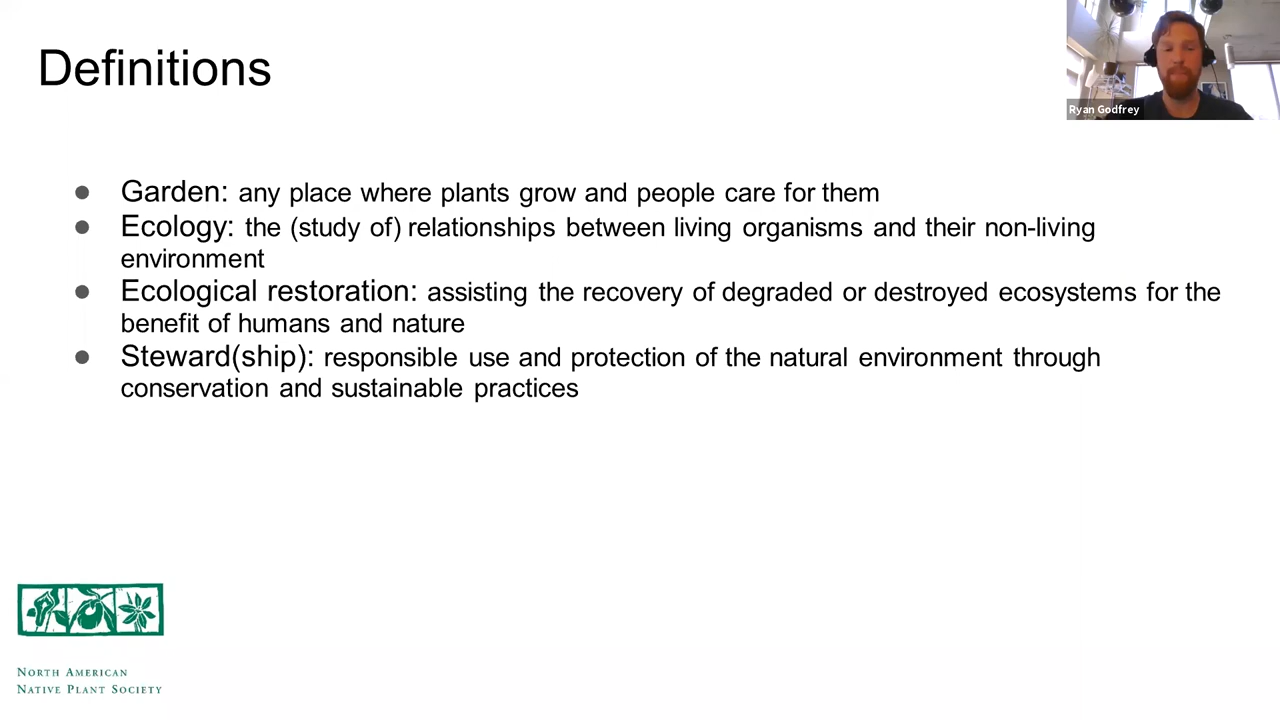 Definitions
Ryan Godfrey
● Garden: any place where plants grow and people care for them
● Ecology: the (study of) relationships between living organisms and their non-living
environment
● Ecological restoration: assisting the recovery of degraded or destroyed ecosystems for the
benefit of humans and nature
● Steward(ship): responsible use and protection of the natural environment through
conservation and sustainable practices
North American
Native Plant Society